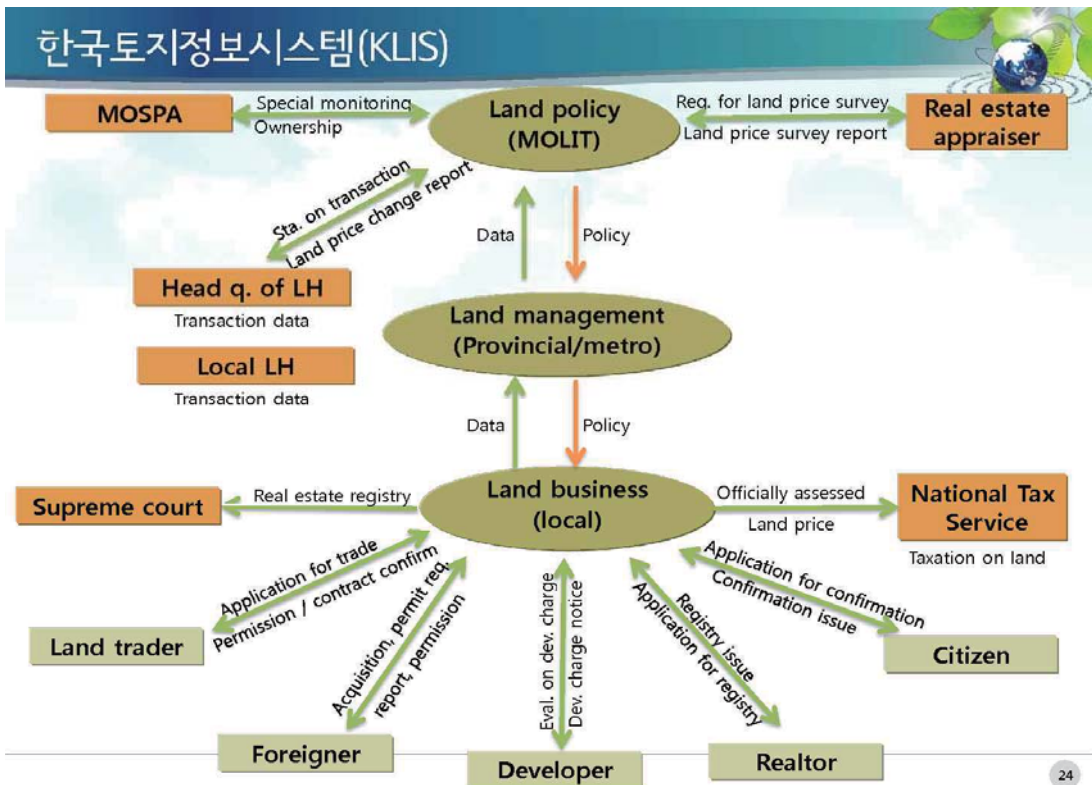 한국토지정보시스템(KLIS)
MOSPA
Special monitoring
Ownership
Land policy
(MOLIT)
Req. for land price survey
Land price survey report
Real estate
appraiser
Sta. on transaction
Land price change report
Data
Policy
Head q. of LH
Transaction data
Land management
(Provincial/metro)
Local LH
Transaction data
Data
Policy
Supreme court
Real estate registry
Land business
(local)
Officially assessed
Land price
National Tax
Service
Taxation on land
Application for trade
Permission / contract confirm
Land trader
Acquisition, permit req.
report, permission
Foreigner
Eval. on dev. charge
Dev. charge notice
Developer
Registry issue
Application for registry
Realtor
Application for confirmation
Confirmation issue
Citizen
24